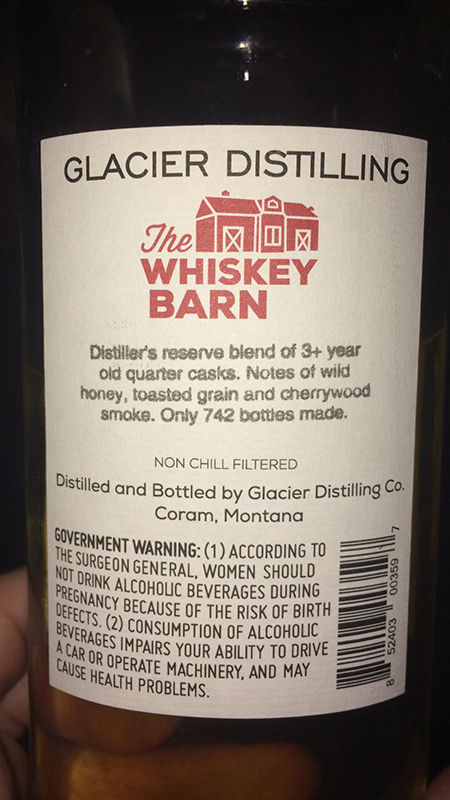 GLACIER DISTILLING
The
WHISKEY
BARN
Distiller's reserve blend of 3+ year
old quarter casks. Notes of wild
honey, toasted grain and cherrywood
smoke. Only 742 bottles made.
NON CHILL FILTERED
Distilled and Bottled by Glacier Distilling Co.
Coram, Montana
GOVERNMENT WARNING: (1) ACCORDING TO
THE SURGEON GENERAL, WOMEN SHOULD
NOT DRINK ALCOHOLIC BEVERAGES DURING
PREGNANCY BECAUSE OF THE RISK OF BIRTH
DEFECTS. (2) CONSUMPTION OF ALCOHOLIC
BEVERAGES IMPAIRS YOUR ABILITY TO DRIVE
A CAR OR OPERATE MACHINERY, AND MAY
CAUSE HEALTH PROBLEMS.
8 52403 00359 7